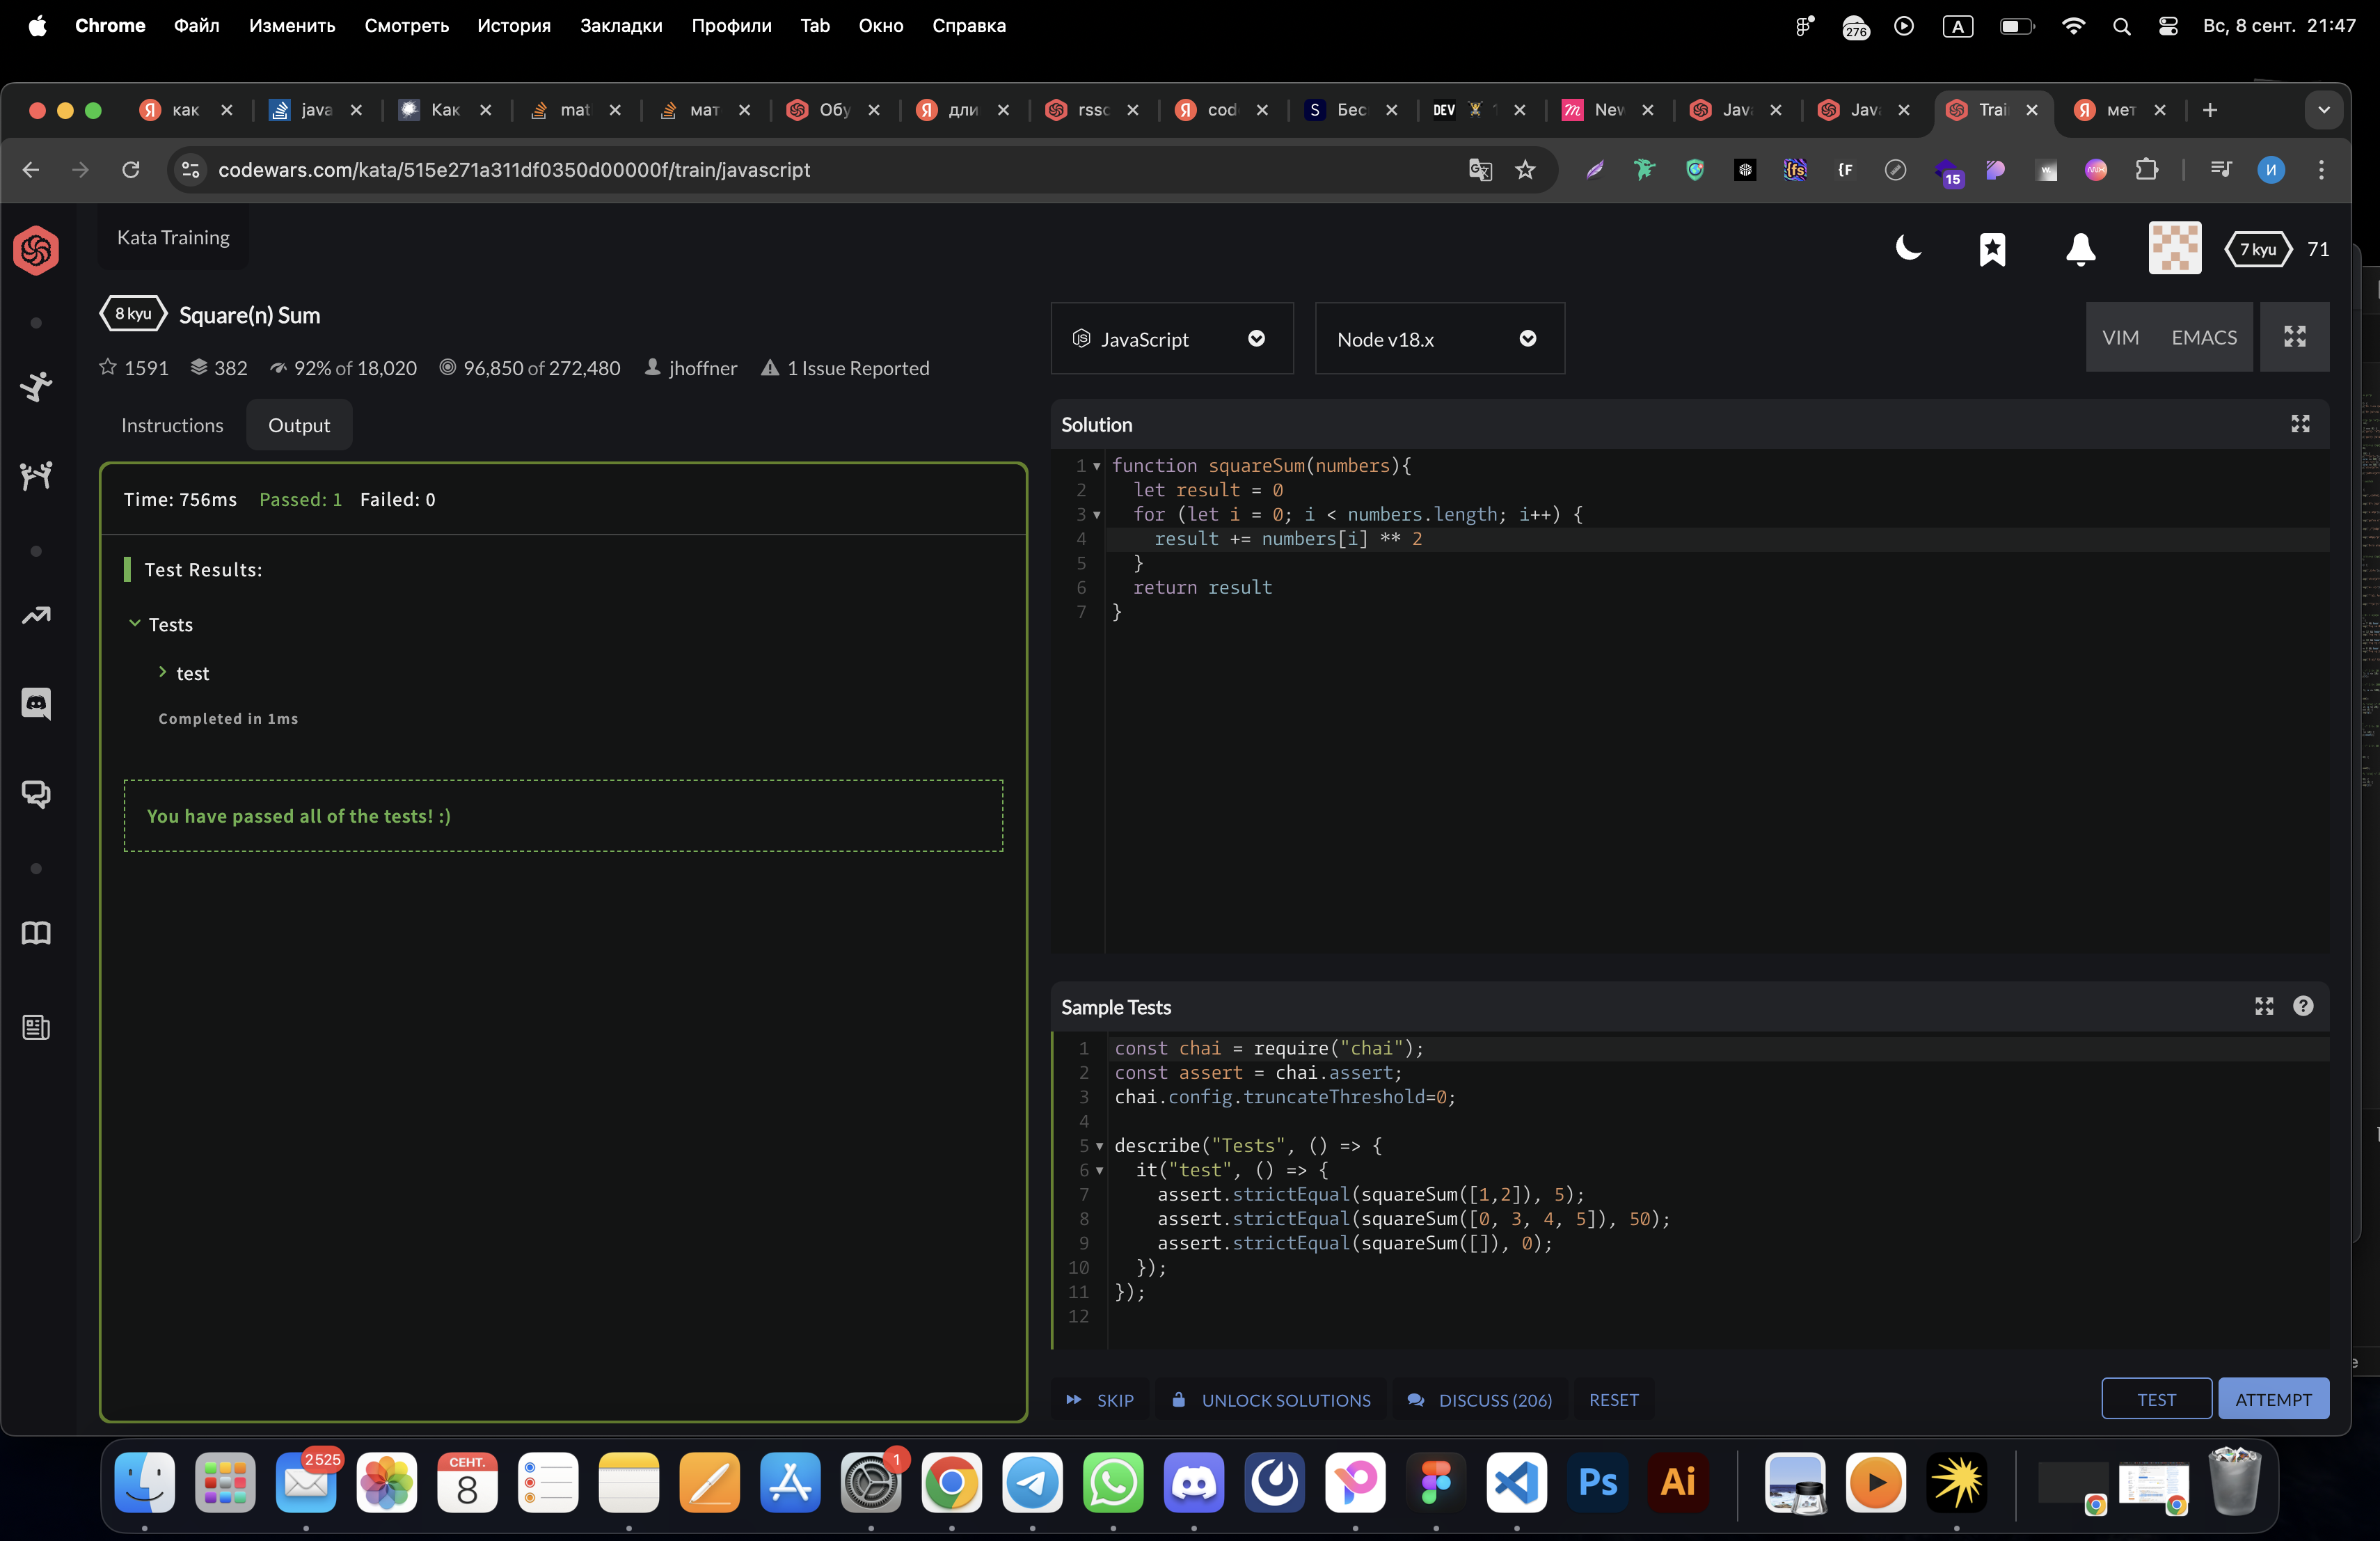 Chrome Файл Изменить Смотреть История Закладки Профили Tab Окно Справка 276 A Вс, 8 сент. 21:47
как java Как mat мат Обу дли rssc cod Бес DEV New Java Java Trai мет
codewars.com/kata/515e271a311df0350d00000f/train/javascript 15 И
Kata Training
7 kyu 71
8 kyu Square(n) Sum
1591 382 92% of 18,020 96,850 of 272,480 jhoffner 1 Issue Reported
JavaScript Node v18.x VIM EMACS
Instructions Output
Time: 756ms Passed: 1 Failed: 0
Test Results:
Tests
test
Completed in 1ms
You have passed all of the tests! :)
Solution
1 function squareSum(numbers){
2 let result = 0
3 for (let i = 0; i < numbers.length; i++) {
4 result += numbers[i] ** 2
5 }
6 return result
7 }
Sample Tests
1 const chai = require("chai");
2 const assert = chai.assert;
3 chai.config.truncateThreshold=0;
4
5 describe("Tests", () => {
6 it("test", () => {
7 assert.strictEqual(squareSum([1,2]), 5);
8 assert.strictEqual(squareSum([0, 3, 4, 5]), 50);
9 assert.strictEqual(squareSum([]), 0);
10 });
11 });
12
SKIP UNLOCK SOLUTIONS DISCUSS (206) RESET TEST ATTEMPT
2525 СЕНТ. 8 1 Ps Ai